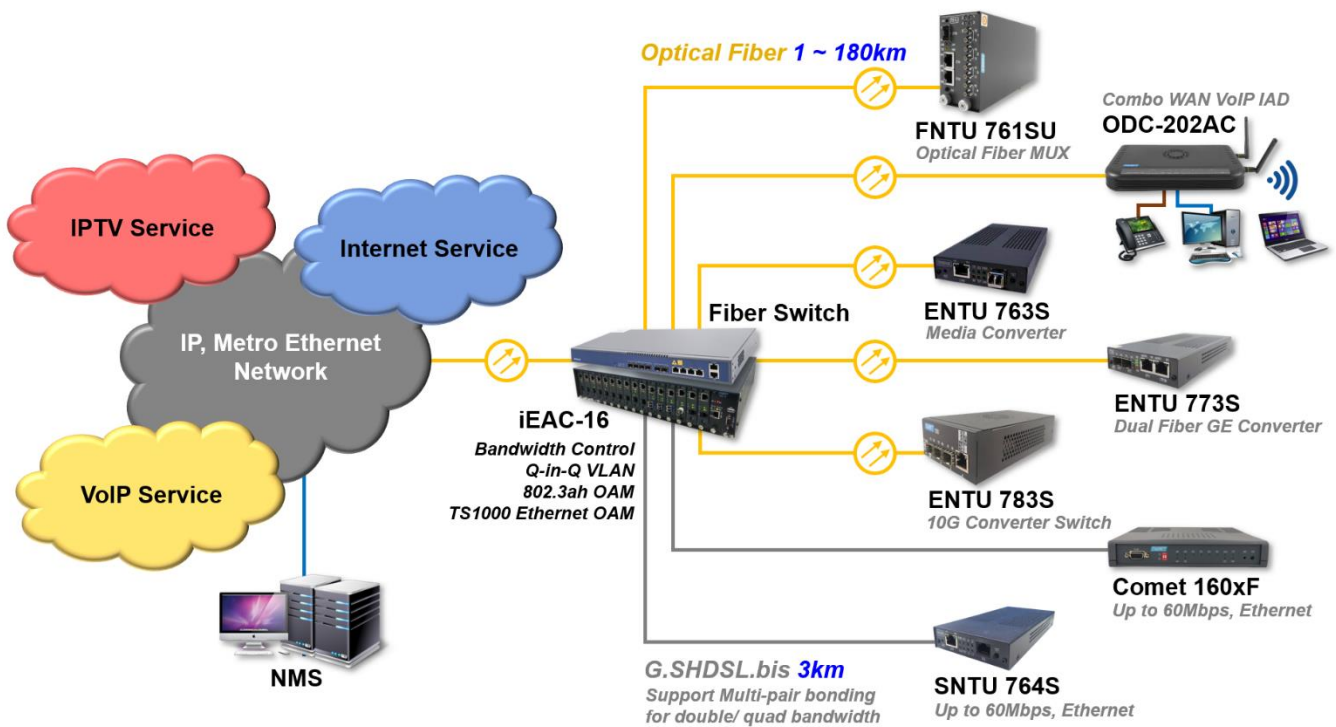 Optical Fiber 1 ~ 180km
FNTU 761SU
Optical Fiber MUX
Combo WAN VoIP IAD
ODC-202AC
IPTV Service
Internet Service
IP, Metro Ethernet
Network
VoIP Service
NMS
Fiber Switch
iEAC-16
Bandwidth Control
Q-in-Q VLAN
802.3ah OAM
TS1000 Ethernet OAM
ENTU 763S
Media Converter
ENTU 773S
Dual Fiber GE Converter
ENTU 783S
10G Converter Switch
Comet 160xF
Up to 60Mbps, Ethernet
G.SHDSL.bis 3km
Support Multi-pair bonding
for double/ quad bandwidth
SNTU 764S
Up to 60Mbps, Ethernet